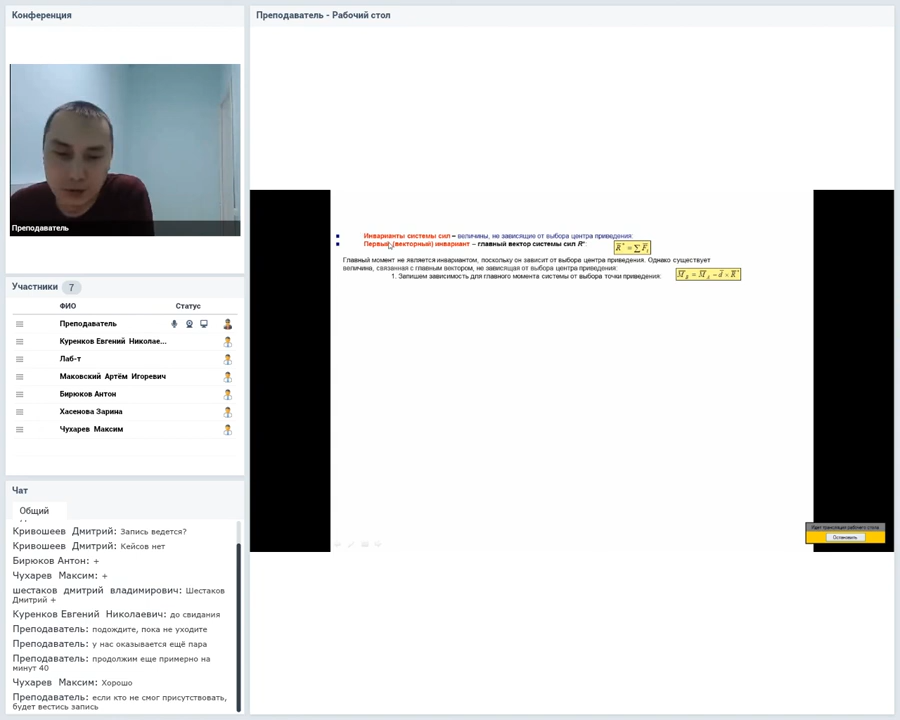 Конференция
Преподаватель
Участники 7
ФИО Статус
Преподаватель
Куренков Евгений Николае...
Лаб-т
Маковский Артём Игоревич
Бирюков Антон
Хасенова Зарина
Чухарев Максим
Чат
Общий
Кривошеев Дмитрий: Запись ведется?
Кривошеев Дмитрий: Кейсов нет
Бирюков Антон: +
Чухарев Максим: +
шестаков дмитрий владимирович: Шестаков
Дмитрий +
Куренков Евгений Николаевич: до свидания
Преподаватель: подождите, пока не уходите
Преподаватель: у нас оказывается ещё пара
Преподаватель: продолжим еще примерно на
минут 40
Чухарев Максим: Хорошо
Преподаватель: если кто не смог присутствовать,
будет вестись запись
Преподаватель - Рабочий стол
Инварианты системы сил – величины, не зависящие от выбора центра приведения:
Первый (векторный) инвариант – главный вектор системы сил R*:
Главный момент не является инвариантом, поскольку он зависит от выбора центра приведения. Однако существует
величина, связанная с главным вектором, не зависящая от выбора центра приведения:
1. Запишем зависимость для главного момента системы от выбора точки приведения:
Идет трансляция рабочего стола
Остановить